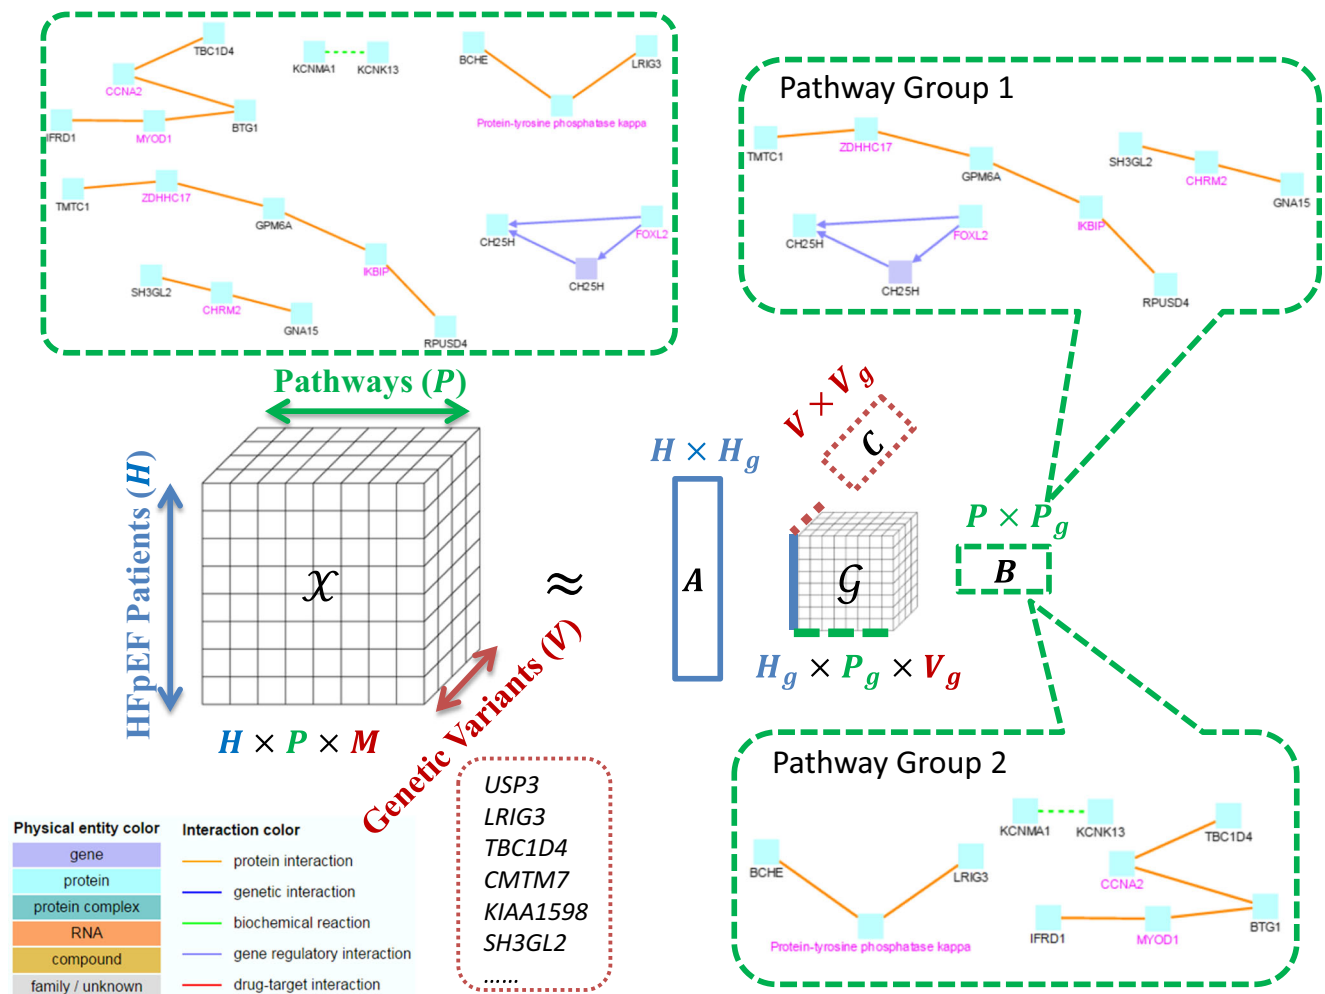 TBC1D4
KCNMA1
KCNK13
BCHE
LRIG3
CCNA2
Protein-tyrosine phosphatase kappa
IFRD1
MYOD1
BTG1
TMTC1
ZDHHC17
GPM6A
CH25H
FOXL2
IKBIP
CH25H
SH3GL2
CHRM2
GNA15
RPUSD4
Pathway Group 1
TMTC1
ZDHHC17
GPM6A
SH3GL2
CHRM2
GNA15
CH25H
FOXL2
IKBIP
CH25H
RPUSD4
Pathways (P)
HFpEF Patients (H)
Genetic Variants (V)
𝒳
H × P × M
≈
H × H_g
A
V × V_g
C
𝒢
H_g × P_g × V_g
P × P_g
B
Pathway Group 2
KCNMA1
KCNK13
TBC1D4
BCHE
LRIG3
CCNA2
IFRD1
MYOD1
BTG1
Protein-tyrosine phosphatase kappa
USP3
LRIG3
TBC1D4
CMTM7
KIAA1598
SH3GL2
......
Physical entity color
gene
protein
protein complex
RNA
compound
family / unknown
Interaction color
protein interaction
genetic interaction
biochemical reaction
gene regulatory interaction
drug-target interaction